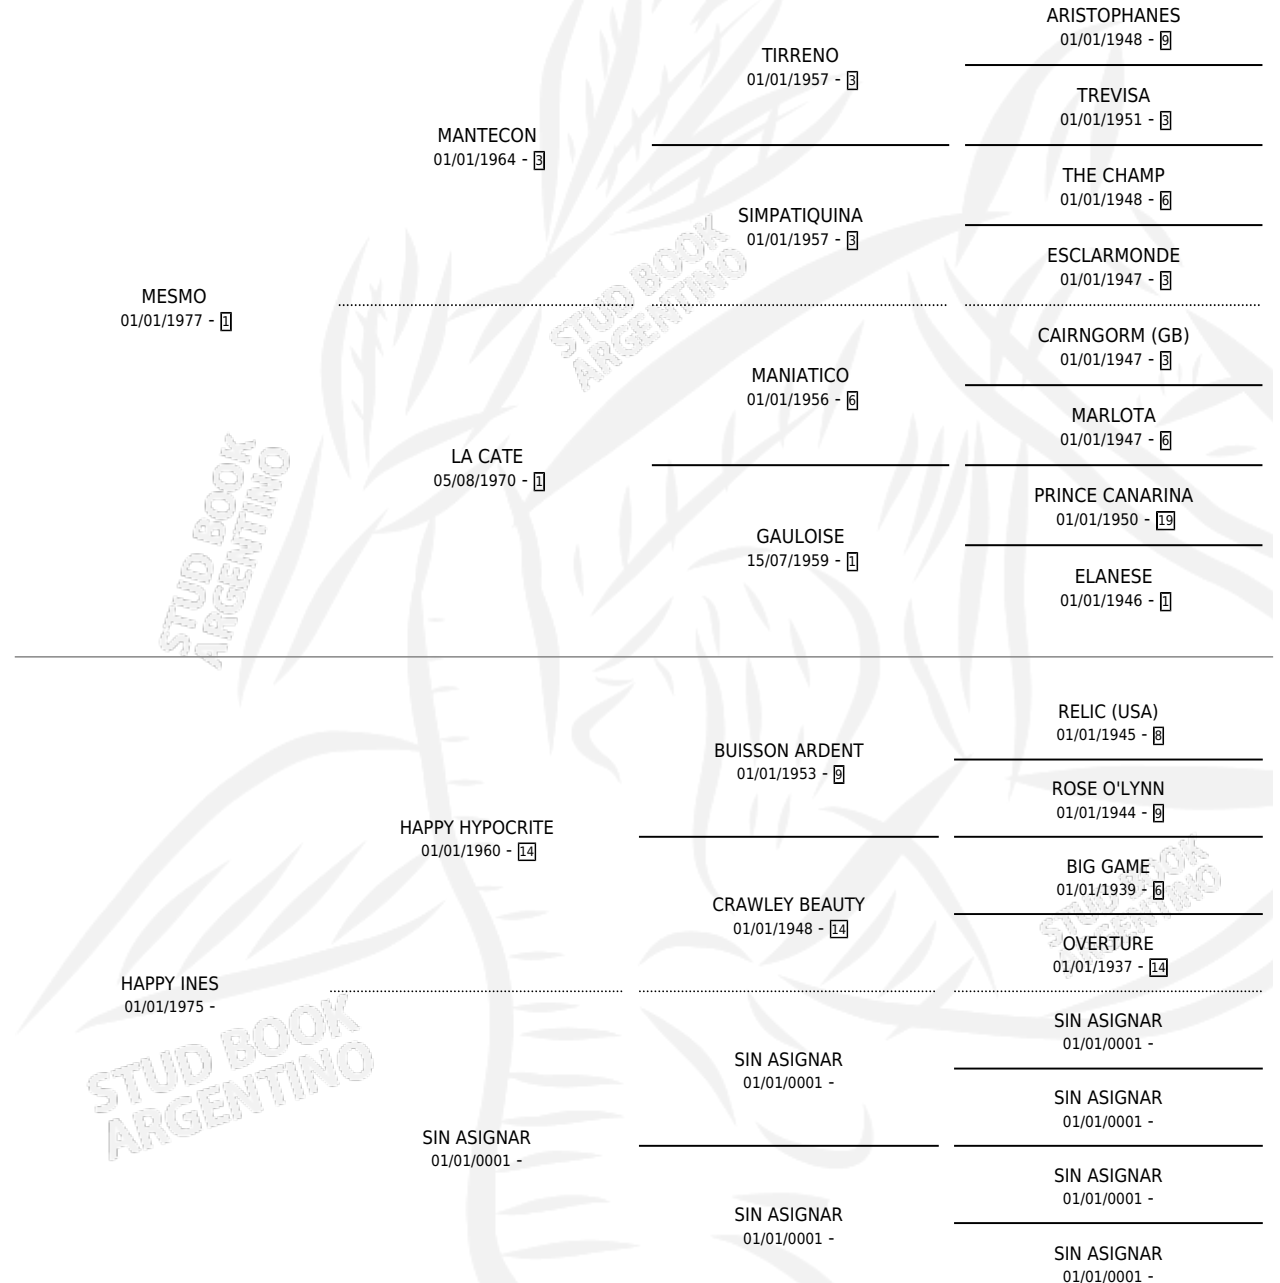 ARISTOPHANES
01/01/1948 - 9
TIRRENO
01/01/1957 - 3
TREVISA
01/01/1951 - 3
MANTECON
01/01/1964 - 3
THE CHAMP
01/01/1948 - 6
SIMPATIQUINA
01/01/1957 - 3
ESCLARMONDE
01/01/1947 - 3
MESMO
01/01/1977 - 1
CAIRNGORM (GB)
01/01/1947 - 3
MANIATICO
01/01/1956 - 6
MARLOTA
01/01/1947 - 6
LA CATE
05/08/1970 - 1
PRINCE CANARINA
01/01/1950 - 19
GAULOISE
15/07/1959 - 1
ELANESE
01/01/1946 - 1
RELIC (USA)
01/01/1945 - 8
BUISSON ARDENT
01/01/1953 - 9
ROSE O'LYNN
01/01/1944 - 9
HAPPY HYPOCRITE
01/01/1960 - 14
BIG GAME
01/01/1939 - 6
CRAWLEY BEAUTY
01/01/1948 - 14
OVERTURE
01/01/1937 - 14
HAPPY INES
01/01/1975 -
SIN ASIGNAR
01/01/0001 -
SIN ASIGNAR
01/01/0001 -
SIN ASIGNAR
01/01/0001 -
SIN ASIGNAR
01/01/0001 -
SIN ASIGNAR
01/01/0001 -
SIN ASIGNAR
01/01/0001 -
SIN ASIGNAR
01/01/0001 -
STUD BOOK
ARGENTINO
STUD BOOK
ARGENTINO
STUD BOOK
ARGENTINO
STUD BOOK
ARGENTINO